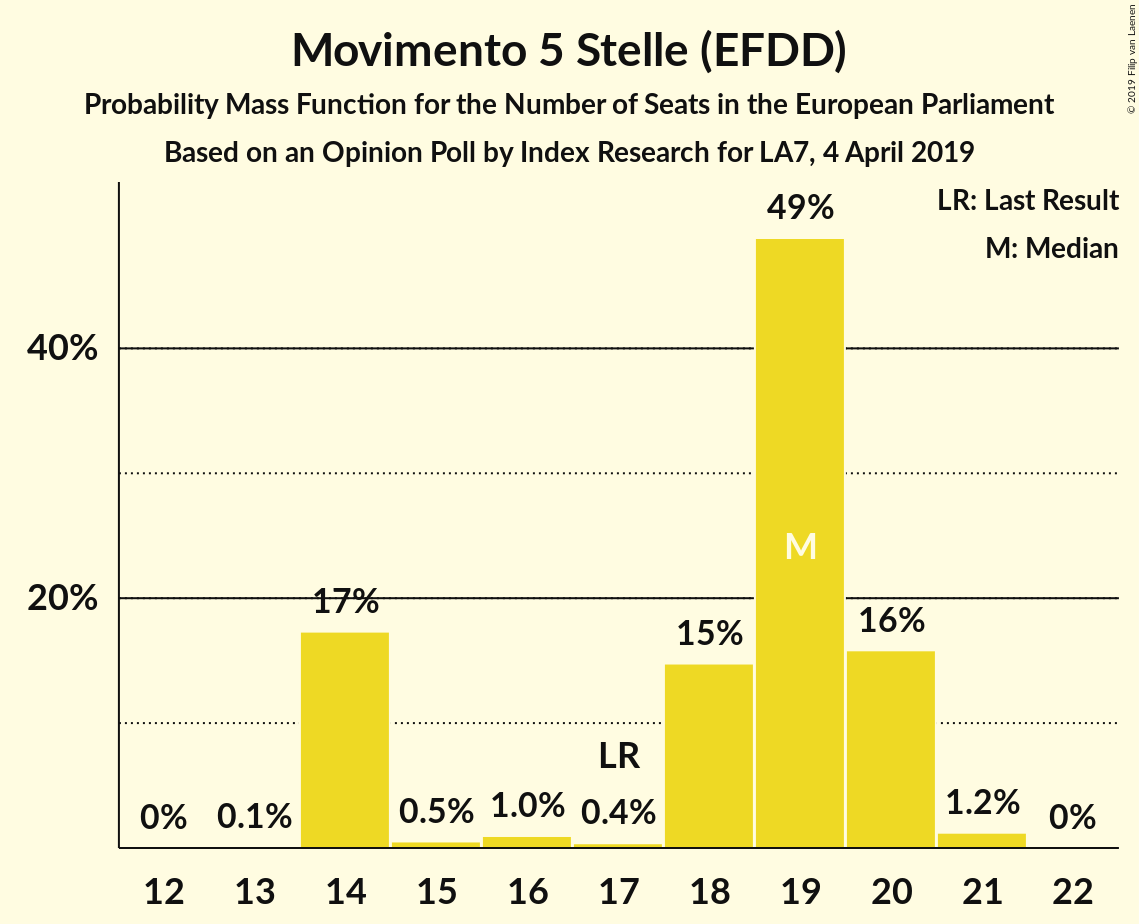 © 2019 Filip van Laenen
Movimento 5 Stelle (EFDD)
Probability Mass Function for the Number of Seats in the European Parliament
Based on an Opinion Poll by Index Research for LA7, 4 April 2019
LR: Last Result
M: Median
40%
20%
0%
0.1%
17%
0.5%
1.0%
LR
0.4%
15%
49%
M
16%
1.2%
0%
12 13 14 15 16 17 18 19 20 21 22